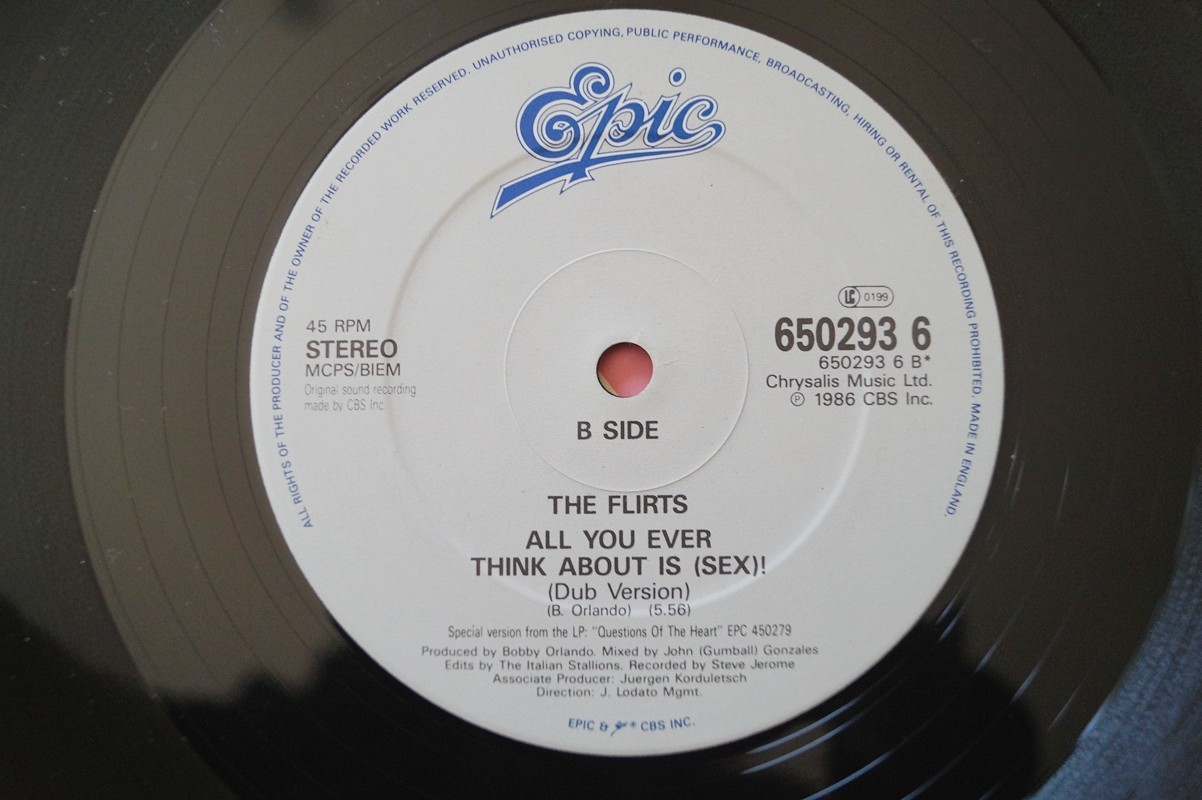 ALL RIGHTS OF THE PRODUCER AND OF THE OWNER OF THE RECORDED WORK RESERVED. UNAUTHORISED COPYING, PUBLIC PERFORMANCE, BROADCASTING, HIRING OR RENTAL OF THIS RECORDING PROHIBITED. MADE IN ENGLAND.
Epic
45 RPM
STEREO
MCPS/BIEM
Original sound recording
made by CBS Inc.
LC 0199
650293 6
650293 6 B*
Chrysalis Music Ltd.
℗ 1986 CBS Inc.
B SIDE
THE FLIRTS
ALL YOU EVER
THINK ABOUT IS (SEX)!
(Dub Version)
(B. Orlando) (5.56)
Special version from the LP: "Questions Of The Heart" EPC 450279
Produced by Bobby Orlando. Mixed by John (Gumball) Gonzales
Edits by The Italian Stallions. Recorded by Steve Jerome
Associate Producer: Juergen Korduletsch
Direction: J. Lodato Mgmt.
EPIC & * CBS INC.